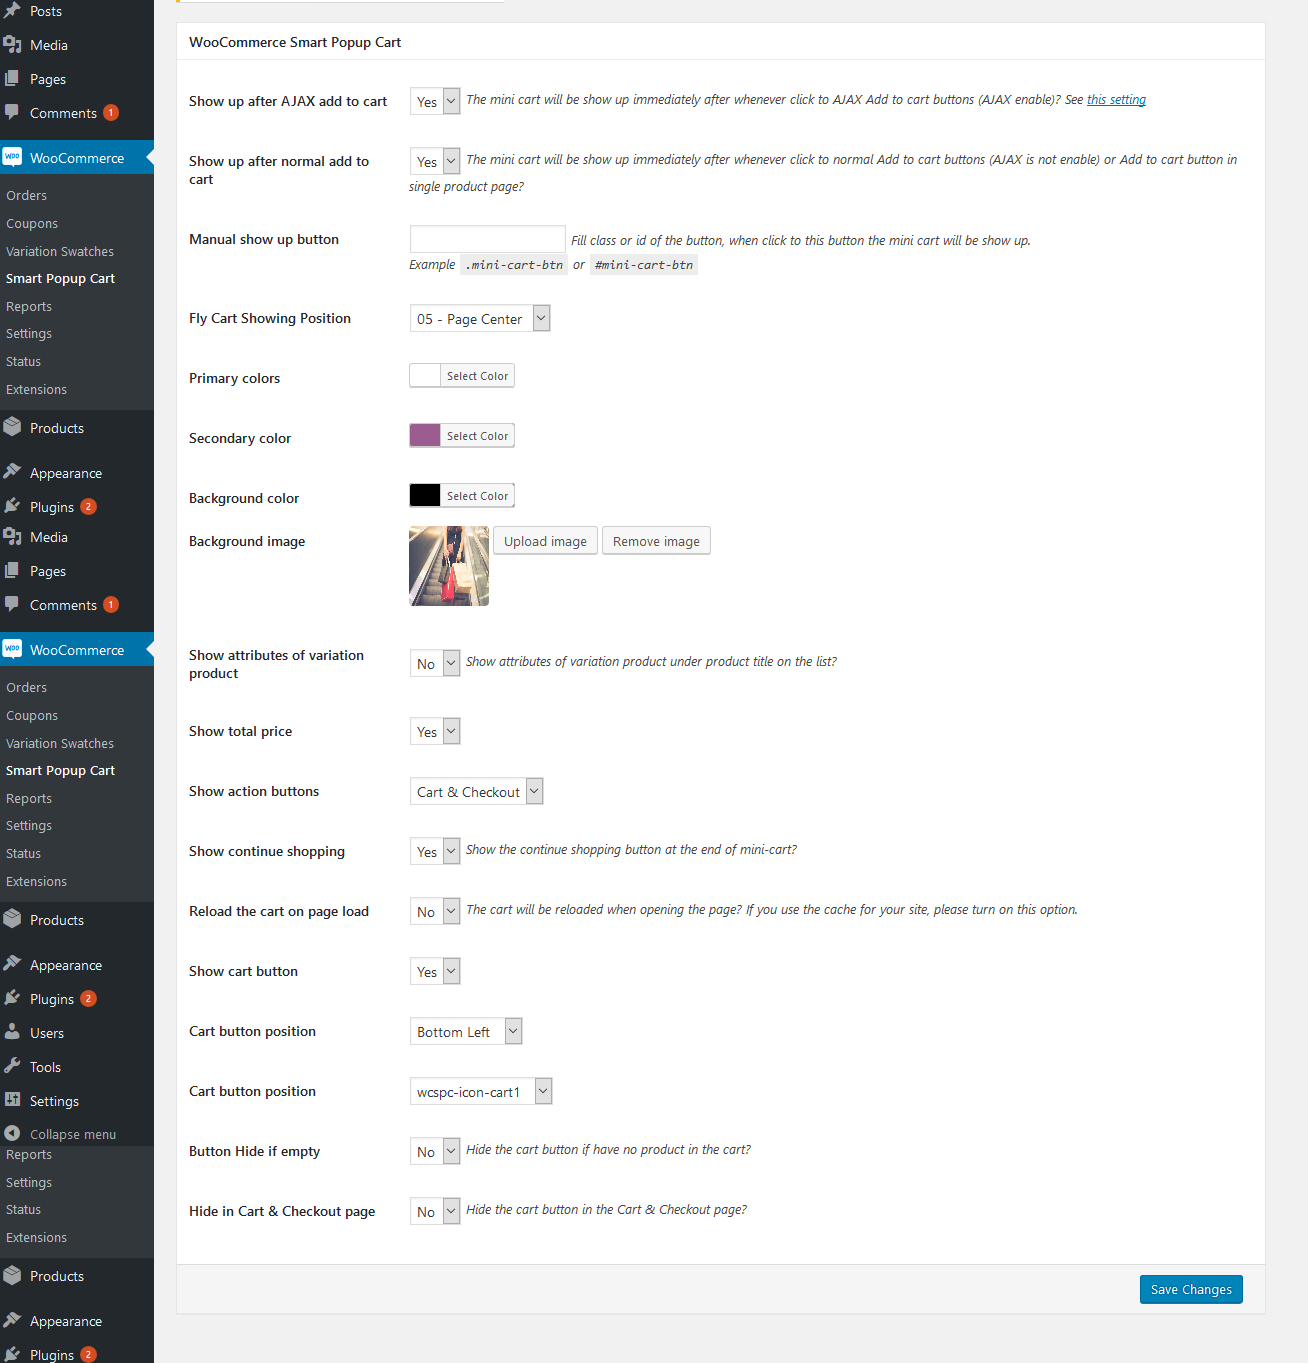 Posts
Media
Pages
Comments 1
WooCommerce
Orders
Coupons
Variation Swatches
Smart Popup Cart
Reports
Settings
Status
Extensions
Products
Appearance
Plugins 2
Media
Pages
Comments 1
WooCommerce
Orders
Coupons
Variation Swatches
Smart Popup Cart
Reports
Settings
Status
Extensions
Products
Appearance
Plugins 2
Users
Tools
Settings
Collapse menu
Reports
Settings
Status
Extensions
Products
Appearance
Plugins 2
WooCommerce Smart Popup Cart
Show up after AJAX add to cart Yes The mini cart will be show up immediately after whenever click to AJAX Add to cart buttons (AJAX enable)? See this setting
Show up after normal add to
cart
Yes The mini cart will be show up immediately after whenever click to normal Add to cart buttons (AJAX is not enable) or Add to cart button in
single product page?
Manual show up button Fill class or id of the button, when click to this button the mini cart will be show up.
Example .mini-cart-btn or #mini-cart-btn
Fly Cart Showing Position 05 - Page Center
Primary colors Select Color
Secondary color Select Color
Background color Select Color
Background image Upload image Remove image
Show attributes of variation
product
No Show attributes of variation product under product title on the list?
Show total price Yes
Show action buttons Cart & Checkout
Show continue shopping Yes Show the continue shopping button at the end of mini-cart?
Reload the cart on page load No The cart will be reloaded when opening the page? If you use the cache for your site, please turn on this option.
Show cart button Yes
Cart button position Bottom Left
Cart button position wcspc-icon-cart1
Button Hide if empty No Hide the cart button if have no product in the cart?
Hide in Cart & Checkout page No Hide the cart button in the Cart & Checkout page?
Save Changes